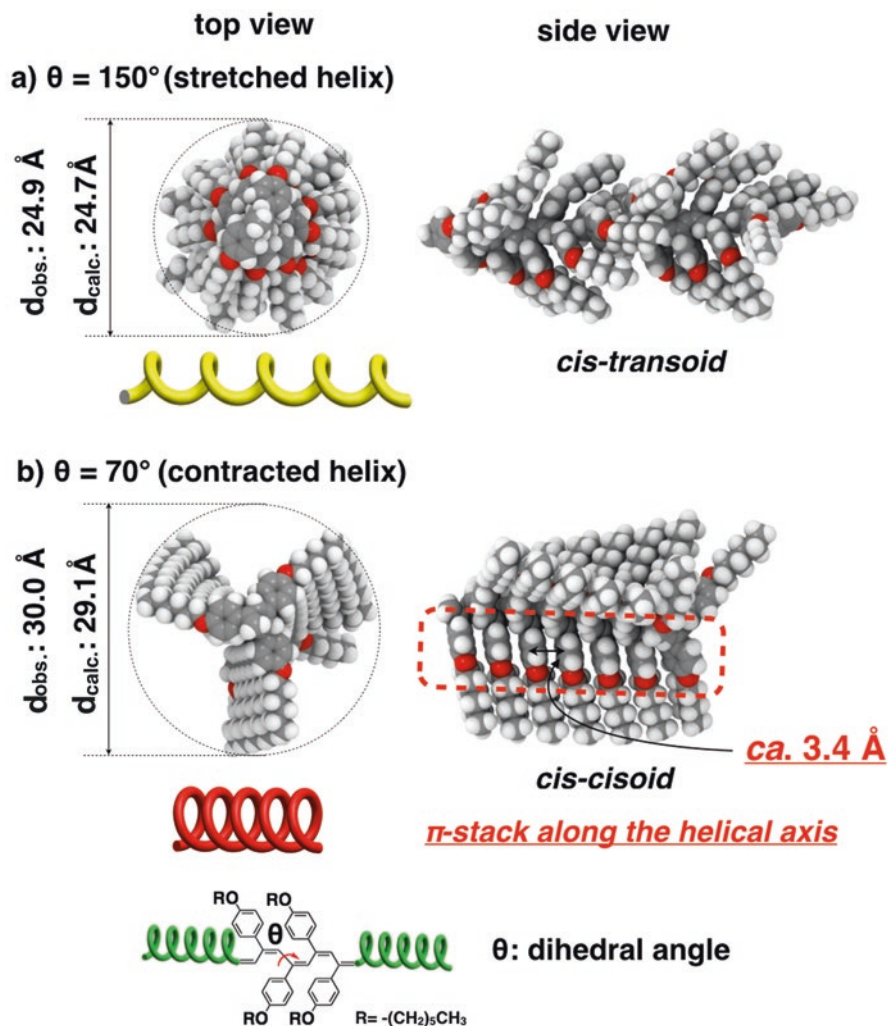 top view
side view
a) θ = 150° (stretched helix)
dobs.: 24.9 Å
dcalc.: 24.7Å
cis-transoid
b) θ = 70° (contracted helix)
dobs.: 30.0 Å
dcalc.: 29.1Å
ca. 3.4 Å
cis-cisoid
π-stack along the helical axis
RO
RO
θ
θ: dihedral angle
RO
RO
R= -(CH2)5CH3